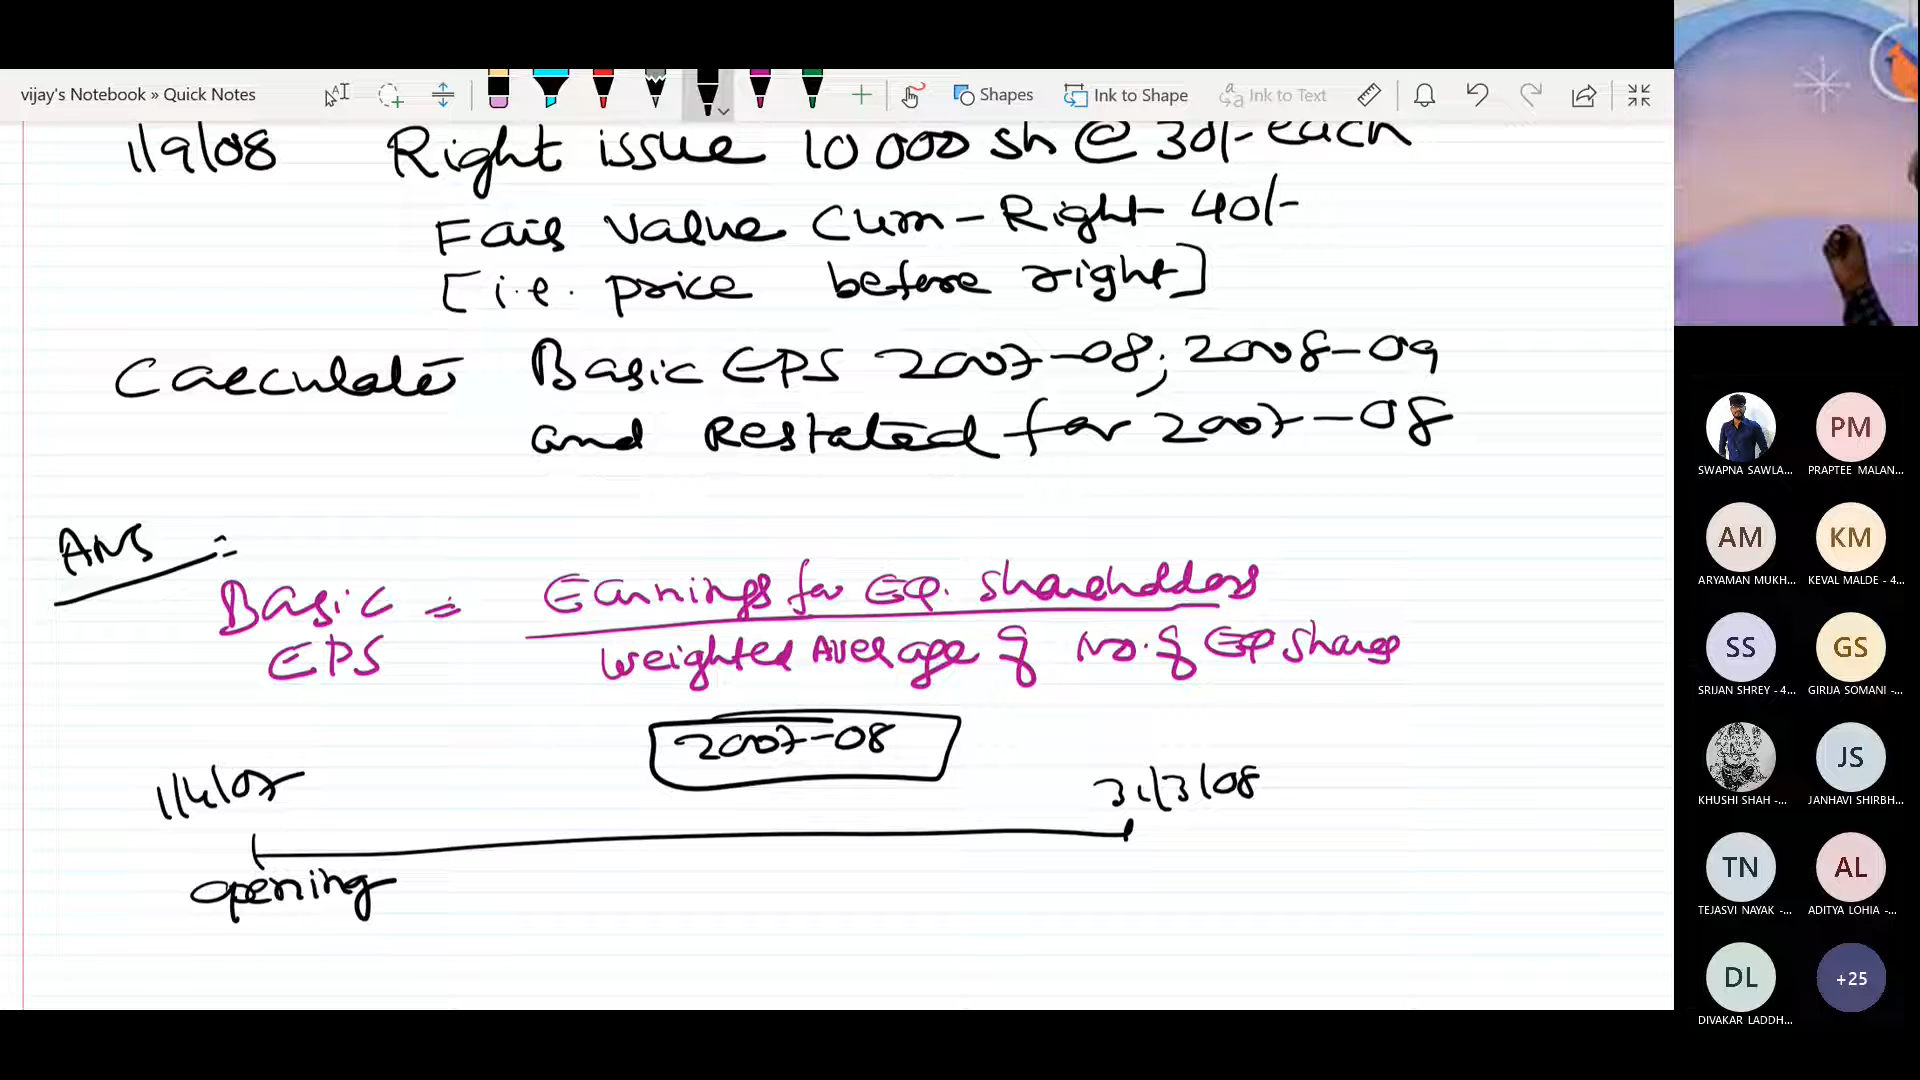 vijay's Notebook » Quick Notes
Shapes
Ink to Shape
Ink to Text
1/9/08 Right issue 10 000 sh @ 30/- each
Fair value Cum-Right 40/-
[i.e. price before right]
Calculate Basic EPS 2007-08; 2008-09
and Restated for 2007-08
ANS :
Basic EPS = Earnings for Eq. shareholders
Weighted Average of No. of Eq shares
2007-08
1/4/07
31/3/08
opening
SWAPNA SAWLA...
PM
PRAPTEE MALAN...
AM
ARYAMAN MUKH...
KM
KEVAL MALDE - 4...
SS
SRIJAN SHREY - 4...
GS
GIRIJA SOMANI -...
KHUSHI SHAH -...
JS
JANHAVI SHIRBH...
TN
TEJASVI NAYAK -...
AL
ADITYA LOHIA -...
DL
DIVAKAR LADDH...
+25